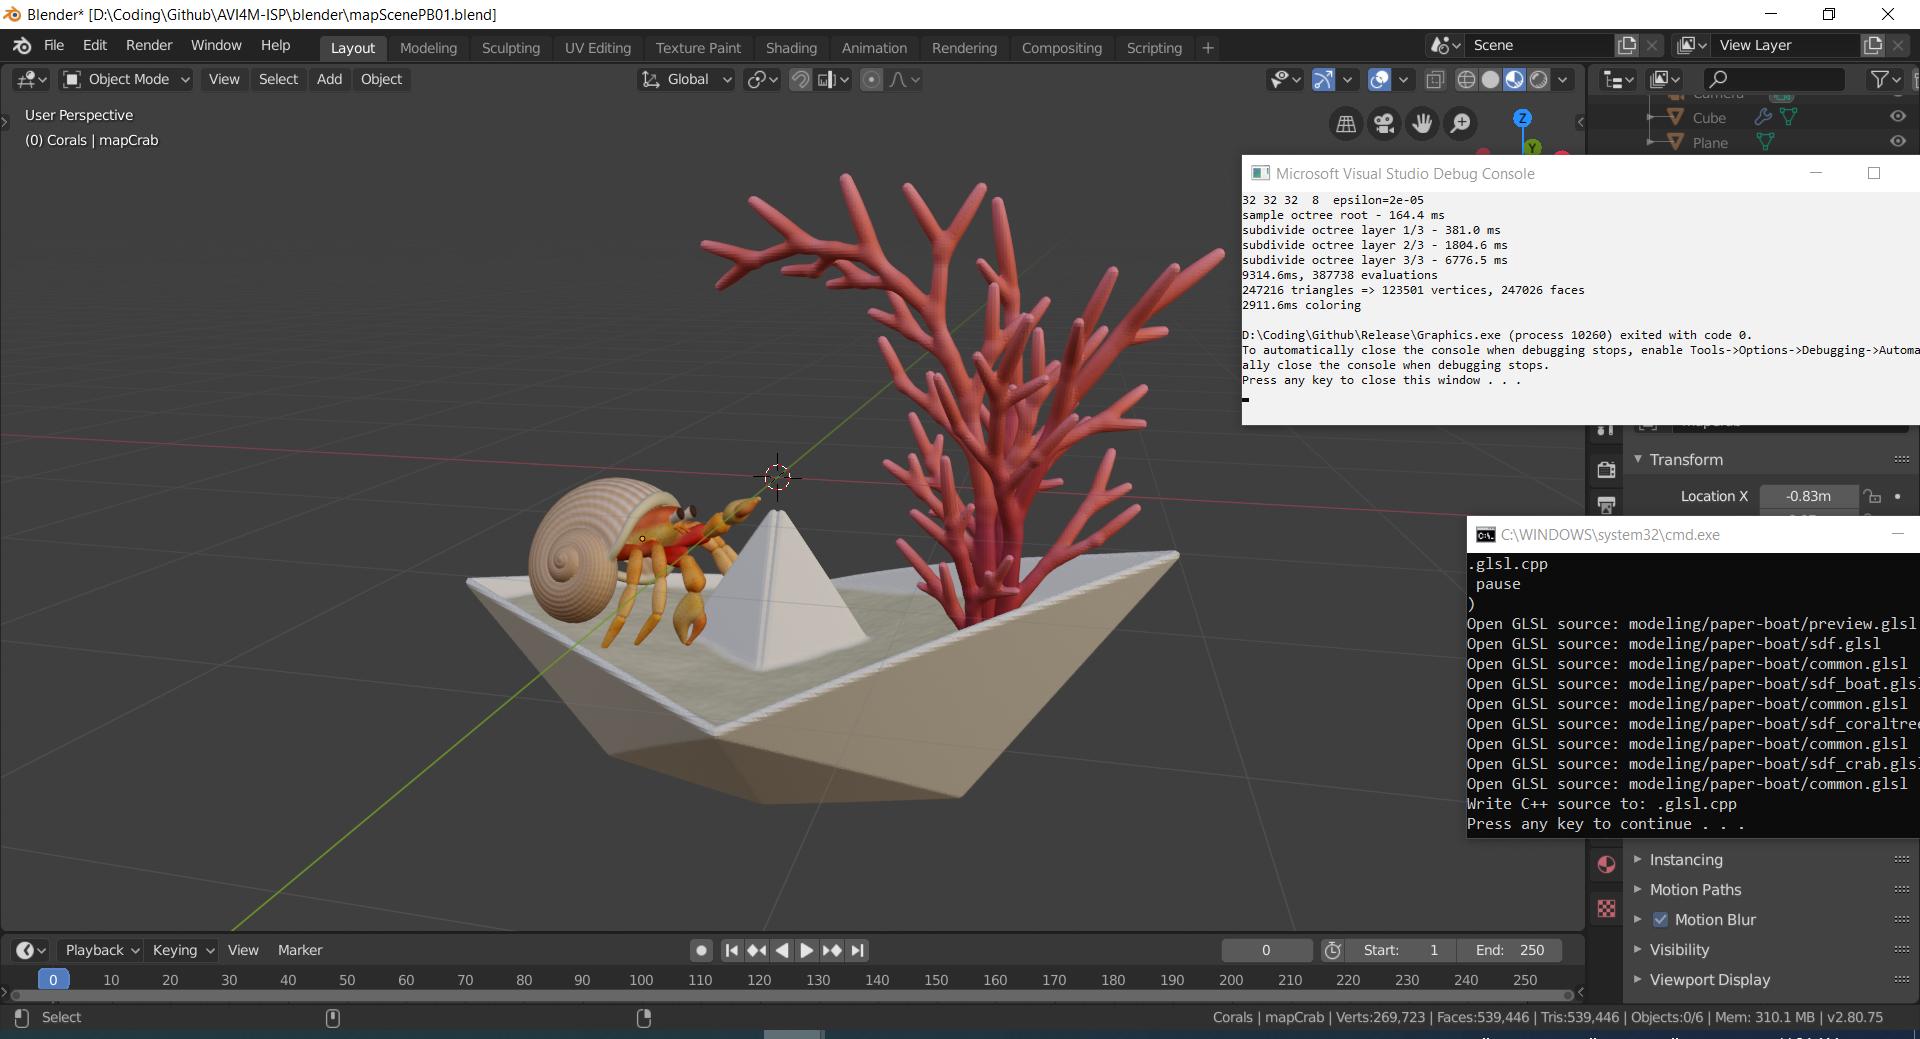 Blender* [D:\Coding\Github\AVI4M-ISP\blender\mapScenePB01.blend]
File Edit Render Window Help Layout Modeling Sculpting UV Editing Texture Paint Shading Animation Rendering Compositing Scripting + Scene View Layer
Object Mode View Select Add Object Global
User Perspective
(0) Corals | mapCrab
Z
Y
Camera
Cube
Plane
Microsoft Visual Studio Debug Console
32 32 32  8  epsilon=2e-05
sample octree root - 164.4 ms
subdivide octree layer 1/3 - 381.0 ms
subdivide octree layer 2/3 - 1804.6 ms
subdivide octree layer 3/3 - 6776.5 ms
9314.6ms, 387738 evaluations
247216 triangles => 123501 vertices, 247026 faces
2911.6ms coloring
D:\Coding\Github\Release\Graphics.exe (process 10260) exited with code 0.
To automatically close the console when debugging stops, enable Tools->Options->Debugging->Automa
ally close the console when debugging stops.
Press any key to close this window . . .
Transform
Location X -0.83m
C:\WINDOWS\system32\cmd.exe
.glsl.cpp
pause
)
Open GLSL source: modeling/paper-boat/preview.glsl
Open GLSL source: modeling/paper-boat/sdf.glsl
Open GLSL source: modeling/paper-boat/common.glsl
Open GLSL source: modeling/paper-boat/sdf_boat.glsl
Open GLSL source: modeling/paper-boat/common.glsl
Open GLSL source: modeling/paper-boat/sdf_coraltree
Open GLSL source: modeling/paper-boat/common.glsl
Open GLSL source: modeling/paper-boat/sdf_crab.glsl
Open GLSL source: modeling/paper-boat/common.glsl
Write C++ source to: .glsl.cpp
Press any key to continue . . .
Instancing
Motion Paths
Motion Blur
Visibility
Viewport Display
Playback Keying View Marker 0 Start: 1 End: 250
0 10 20 30 40 50 60 70 80 90 100 110 120 130 140 150 160 170 180 190 200 210 220 230 240 250
Select
Corals | mapCrab | Verts:269,723 | Faces:539,446 | Tris:539,446 | Objects:0/6 | Mem: 310.1 MB | v2.80.75